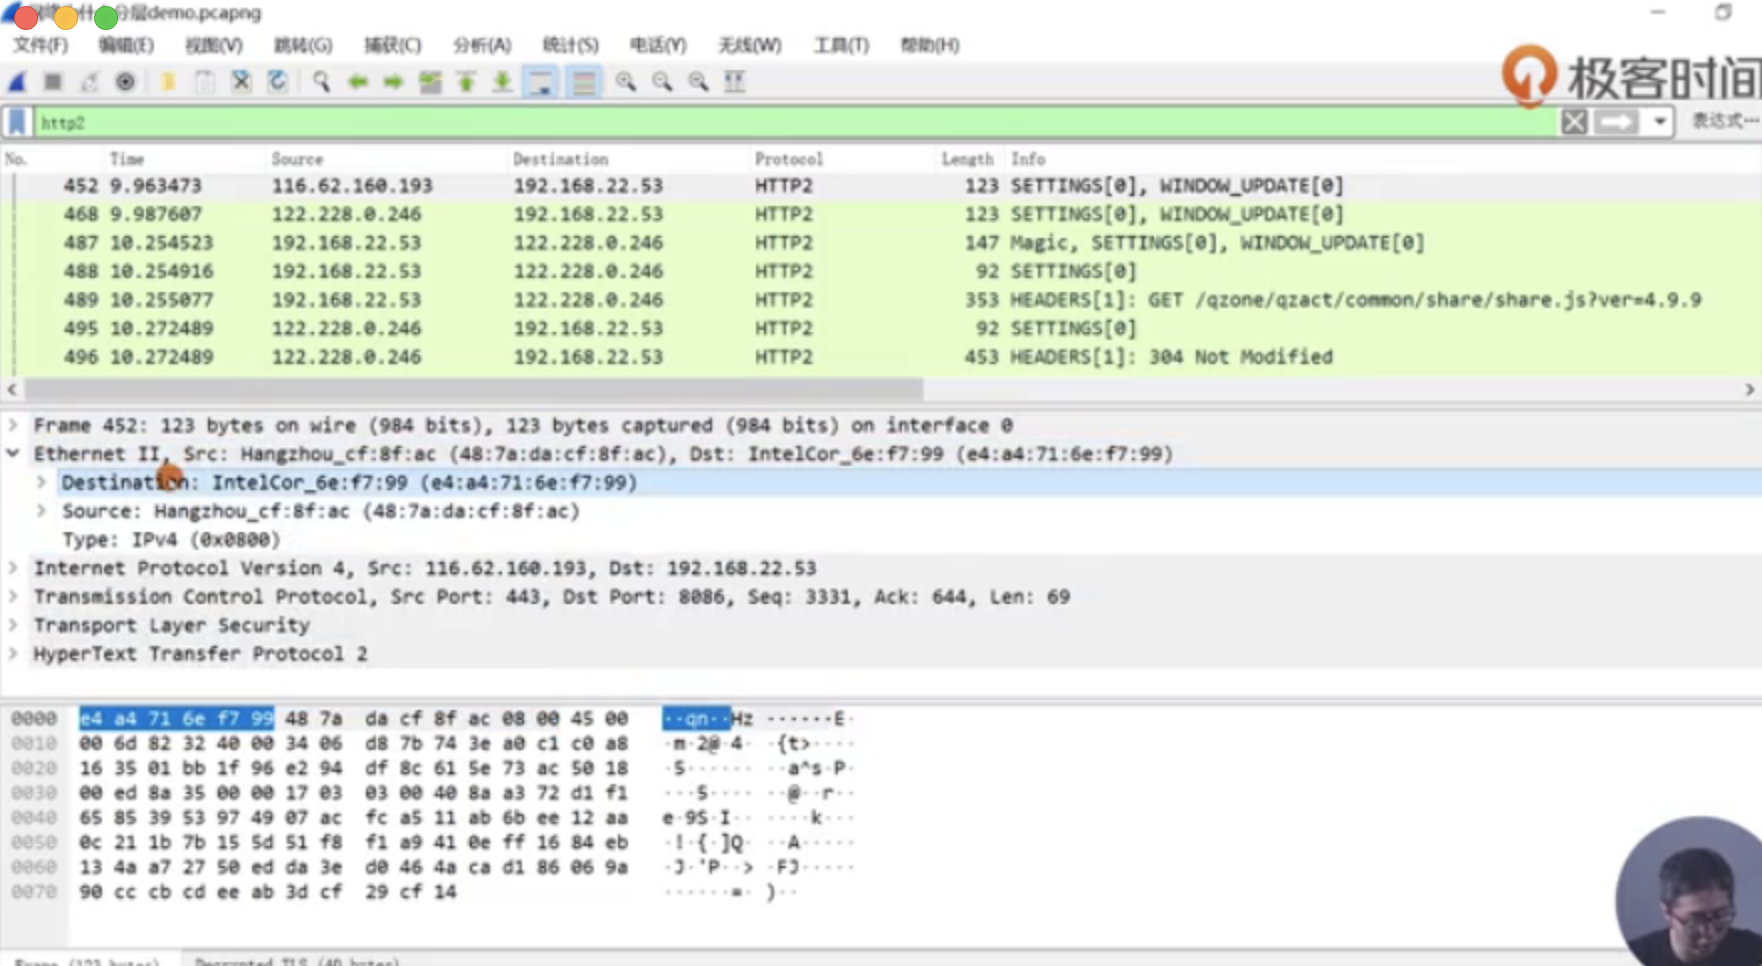 分层demo.pcapng
文件(F) 编辑(E) 视图(V) 跳转(G) 捕获(C) 分析(A) 统计(S) 电话(Y) 无线(W) 工具(T) 帮助(H)
极客时间
http2 表达式…
No. Time Source Destination Protocol Length Info
452 9.963473 116.62.160.193 192.168.22.53 HTTP2 123 SETTINGS[0], WINDOW_UPDATE[0]
468 9.987607 122.228.0.246 192.168.22.53 HTTP2 123 SETTINGS[0], WINDOW_UPDATE[0]
487 10.254523 192.168.22.53 122.228.0.246 HTTP2 147 Magic, SETTINGS[0], WINDOW_UPDATE[0]
488 10.254916 192.168.22.53 122.228.0.246 HTTP2 92 SETTINGS[0]
489 10.255077 192.168.22.53 122.228.0.246 HTTP2 353 HEADERS[1]: GET /qzone/qzact/common/share/share.js?ver=4.9.9
495 10.272489 122.228.0.246 192.168.22.53 HTTP2 92 SETTINGS[0]
496 10.272489 122.228.0.246 192.168.22.53 HTTP2 453 HEADERS[1]: 304 Not Modified
Frame 452: 123 bytes on wire (984 bits), 123 bytes captured (984 bits) on interface 0
Ethernet II, Src: Hangzhou_cf:8f:ac (48:7a:da:cf:8f:ac), Dst: IntelCor_6e:f7:99 (e4:a4:71:6e:f7:99)
Destination: IntelCor_6e:f7:99 (e4:a4:71:6e:f7:99)
Source: Hangzhou_cf:8f:ac (48:7a:da:cf:8f:ac)
Type: IPv4 (0x0800)
Internet Protocol Version 4, Src: 116.62.160.193, Dst: 192.168.22.53
Transmission Control Protocol, Src Port: 443, Dst Port: 8086, Seq: 3331, Ack: 644, Len: 69
Transport Layer Security
HyperText Transfer Protocol 2
0000 e4 a4 71 6e f7 99 48 7a da cf 8f ac 08 00 45 00 ··qn··Hz ······E·
0010 00 6d 82 32 40 00 34 06 d8 7b 74 3e a0 c1 c0 a8 ·m·2@·4· ·{t>····
0020 16 35 01 bb 1f 96 e2 94 df 8c 61 5e 73 ac 50 18 ·5······ ··a^s·P·
0030 00 ed 8a 35 00 00 17 03 03 00 40 8a a3 72 d1 f1 ···5···· ··@··r··
0040 65 85 39 53 97 49 07 ac fc a5 11 ab 6b ee 12 aa e·9S·I·· ····k···
0050 0c 21 1b 7b 15 5d 51 f8 f1 a9 41 0e ff 16 84 eb ·!·{·]Q· ··A·····
0060 13 4a a7 27 50 ed da 3e d0 46 4a ca d1 86 06 9a ·J·'P··> ·FJ·····
0070 90 cc cb cd ee ab 3d cf 29 cf 14 ······=· )··
Frame (123 bytes) Decrypted TLS (40 bytes)